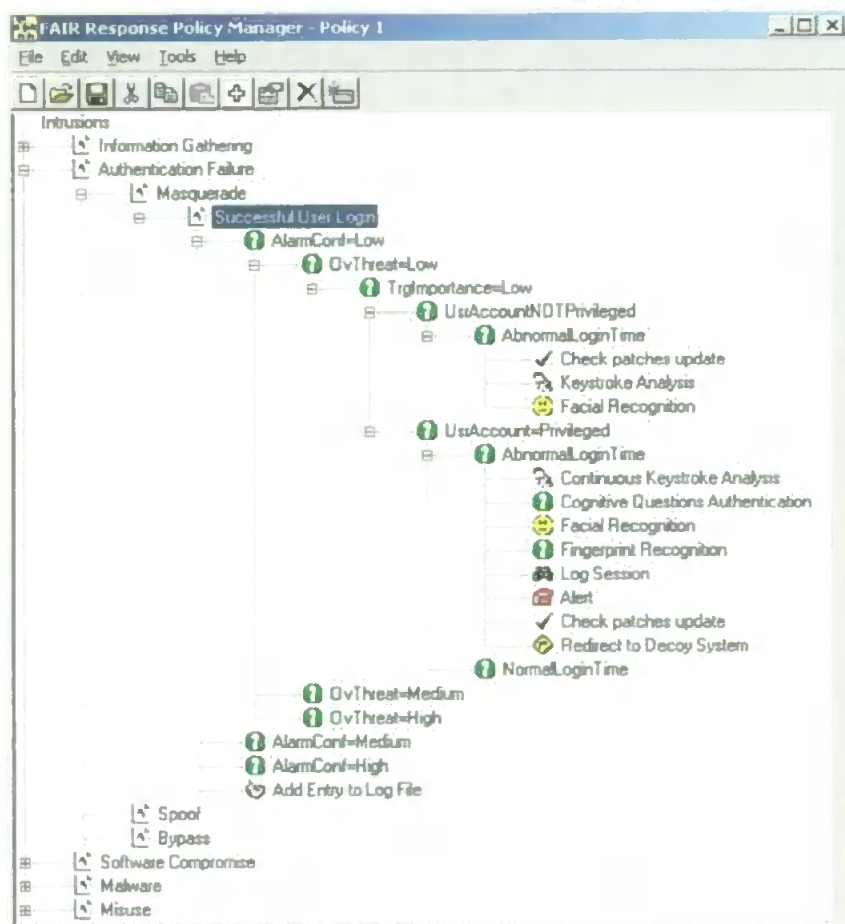 FAIR Response Policy Manager - Policy 1
File Edit View Tools Help
Intrusions
Information Gathering
Authentication Failure
Masquerade
Successful User Login
AlarmConf=Low
OvThreat=Low
TrgImportance=Low
UsrAccountNOTPrivileged
AbnormalLoginTime
Check patches update
Keystroke Analysis
Facial Recognition
UsrAccount=Privileged
AbnormalLoginTime
Continuous Keystroke Analysis
Cognitive Questions Authentication
Facial Recognition
Fingerprint Recognition
Log Session
Alert
Check patches update
Redirect to Decoy System
NormalLoginTime
OvThreat=Medium
OvThreat=High
AlarmConf=Medium
AlarmConf=High
Add Entry to Log File
Spoof
Bypass
Software Compromise
Malware
Misuse